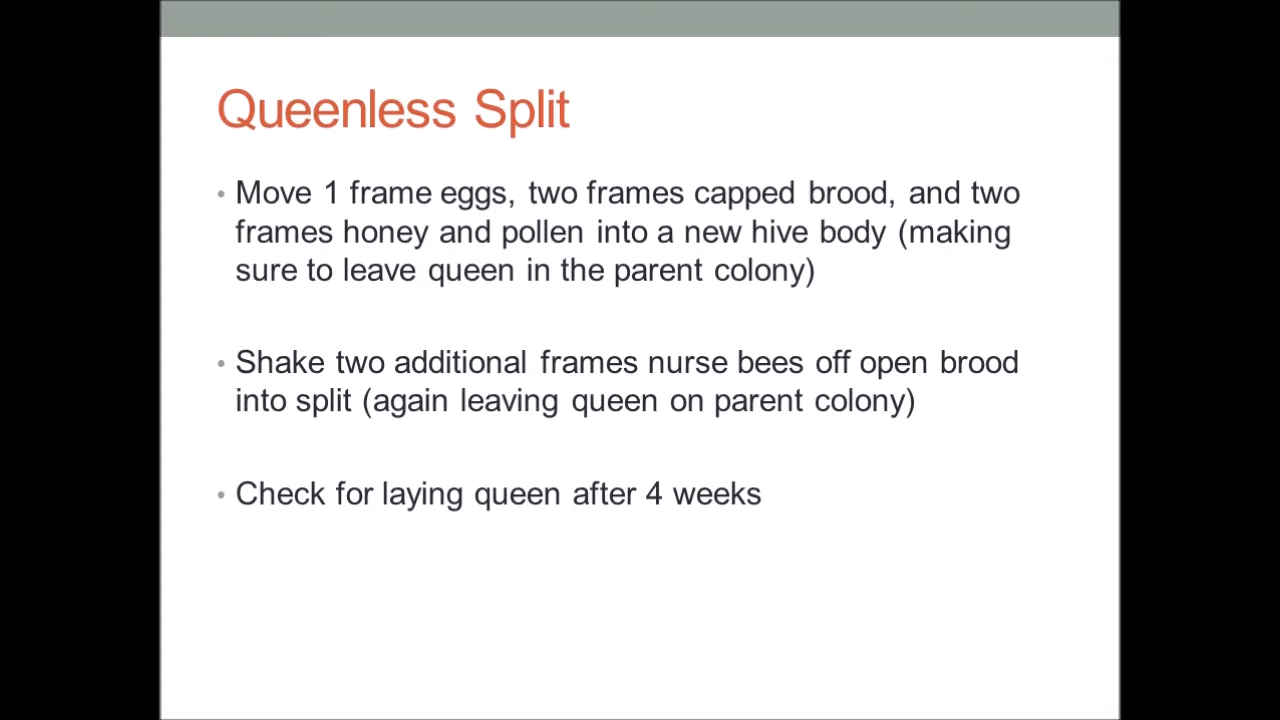 Queenless Split
• Move 1 frame eggs, two frames capped brood, and two
frames honey and pollen into a new hive body (making
sure to leave queen in the parent colony)
• Shake two additional frames nurse bees off open brood
into split (again leaving queen on parent colony)
• Check for laying queen after 4 weeks